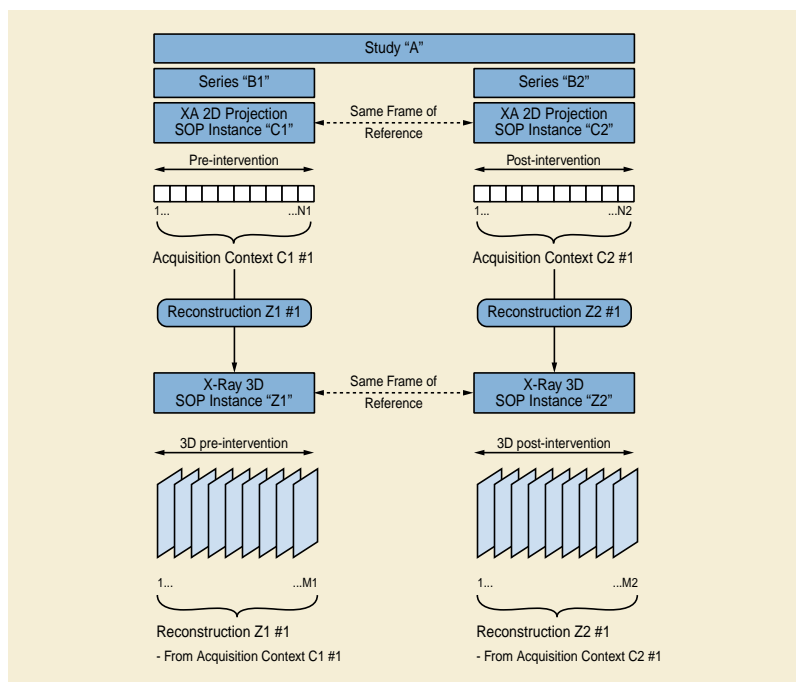 Study “A”
Series “B1”
Series “B2”
XA 2D Projection
SOP Instance “C1”
Same Frame of
Reference
XA 2D Projection
SOP Instance “C2”
Pre-intervention
Post-intervention
1...
...N1
1...
...N2
Acquisition Context C1 #1
Acquisition Context C2 #1
Reconstruction Z1 #1
Reconstruction Z2 #1
X-Ray 3D
SOP Instance “Z1”
Same Frame of
Reference
X-Ray 3D
SOP Instance “Z2”
3D pre-intervention
3D post-intervention
1...
...M1
1...
...M2
Reconstruction Z1 #1
- From Acquisition Context C1 #1
Reconstruction Z2 #1
- From Acquisition Context C2 #1